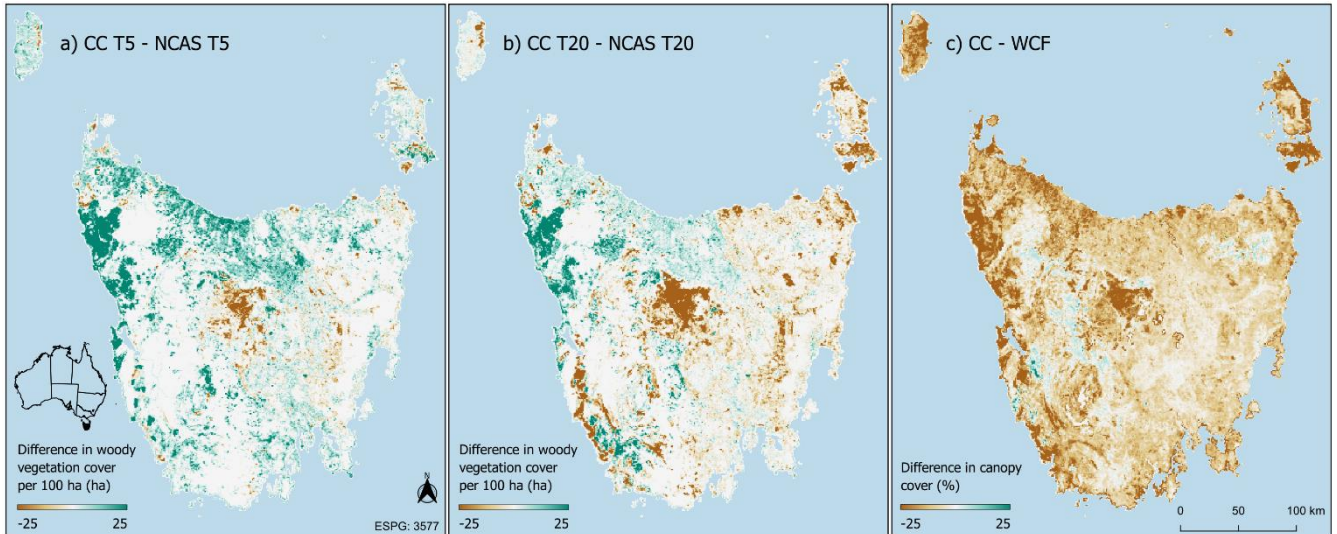 a) CC T5 - NCAS T5
Difference in woody
vegetation cover
per 100 ha (ha)
-25 25
N
ESPG: 3577
b) CC T20 - NCAS T20
Difference in woody
vegetation cover
per 100 ha (ha)
-25 25
c) CC - WCF
Difference in canopy
cover (%)
-25 25
0 50 100 km